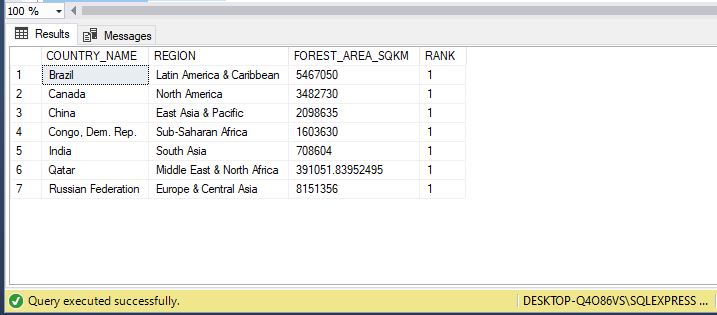 100 %
Results Messages
COUNTRY_NAME REGION FOREST_AREA_SQKM RANK
1 Brazil Latin America & Caribbean 5467050 1
2 Canada North America 3482730 1
3 China East Asia & Pacific 2098635 1
4 Congo, Dem. Rep. Sub-Saharan Africa 1603630 1
5 India South Asia 708604 1
6 Qatar Middle East & North Africa 391051.83952495 1
7 Russian Federation Europe & Central Asia 8151356 1
Query executed successfully. DESKTOP-Q4O86VS\SQLEXPRESS ...